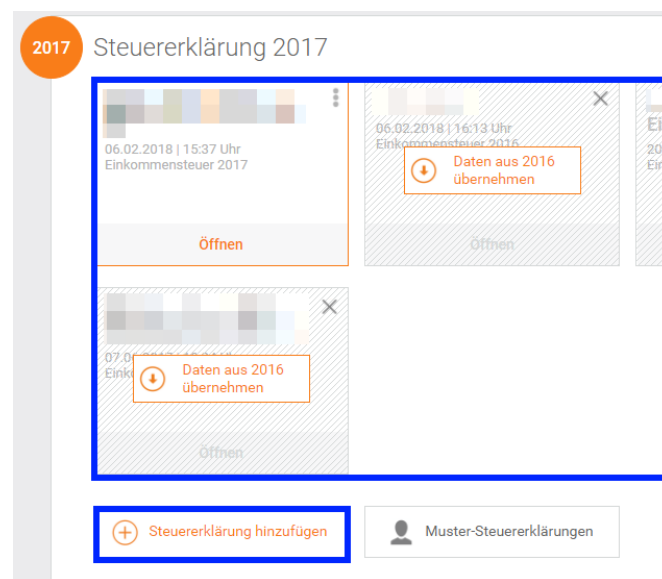 2017
Steuererklärung 2017
06.02.2018 | 15:37 Uhr
Einkommensteuer 2017
Öffnen
06.02.2018 | 16:13 Uhr
Einkommensteuer 2016
Daten aus 2016
übernehmen
Öffnen
Daten aus 2016
übernehmen
Öffnen
Steuererklärung hinzufügen
Muster-Steuererklärungen